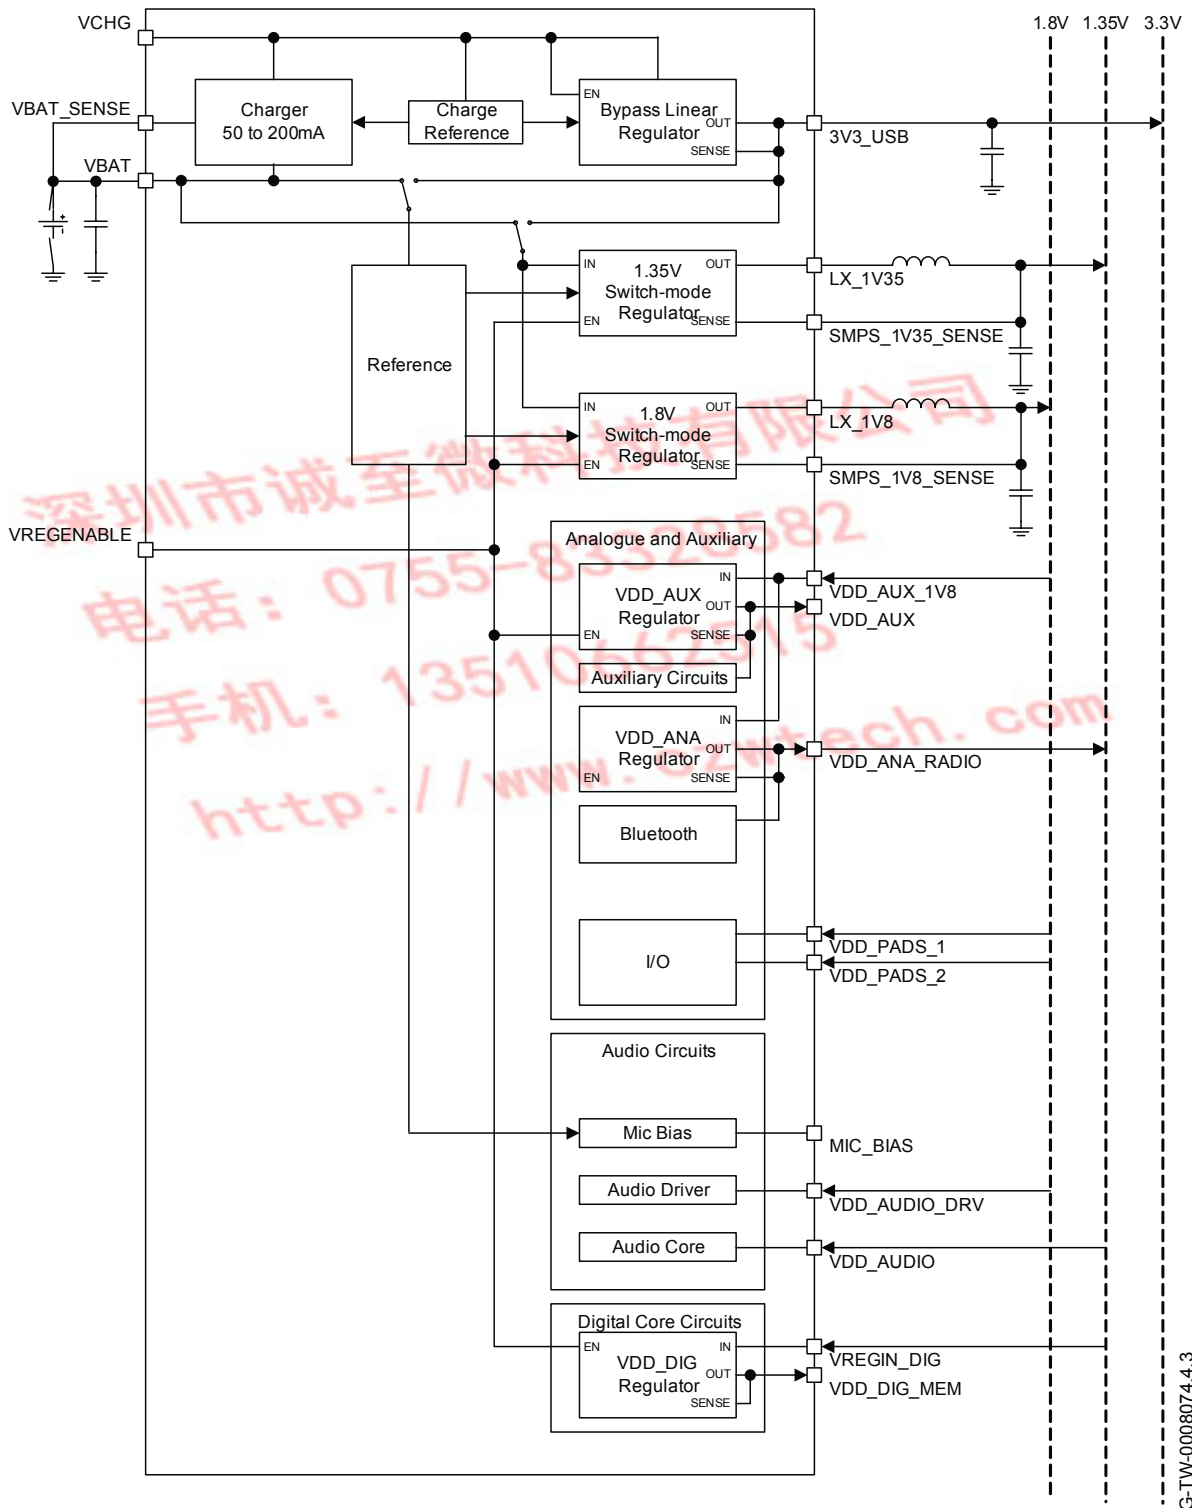 VCHG
1.8V 1.35V 3.3V
EN
Charger
50 to 200mA
Charge
Reference
Bypass Linear
Regulator
OUT
SENSE
VBAT_SENSE
3V3_USB
VBAT
+
-
IN
1.35V
Switch-mode
Regulator
OUT
EN
SENSE
LX_1V35
SMPS_1V35_SENSE
Reference
IN
1.8V
Switch-mode
Regulator
OUT
EN
SENSE
LX_1V8
SMPS_1V8_SENSE
深圳市诚至微科技有限公司
VREGENABLE
Analogue and Auxiliary
电话：0755-83328582
IN
VDD_AUX
Regulator
OUT
EN
SENSE
VDD_AUX_1V8
VDD_AUX
手机：13510662515
Auxiliary Circuits
IN
VDD_ANA
Regulator
OUT
EN
SENSE
VDD_ANA_RADIO
http://www.czwtech.com
Bluetooth
I/O
VDD_PADS_1
VDD_PADS_2
Audio Circuits
Mic Bias
MIC_BIAS
Audio Driver
VDD_AUDIO_DRV
Audio Core
VDD_AUDIO
Digital Core Circuits
EN
IN
VDD_DIG
Regulator
OUT
SENSE
VREGIN_DIG
VDD_DIG_MEM
G-TW-0008074.4.3